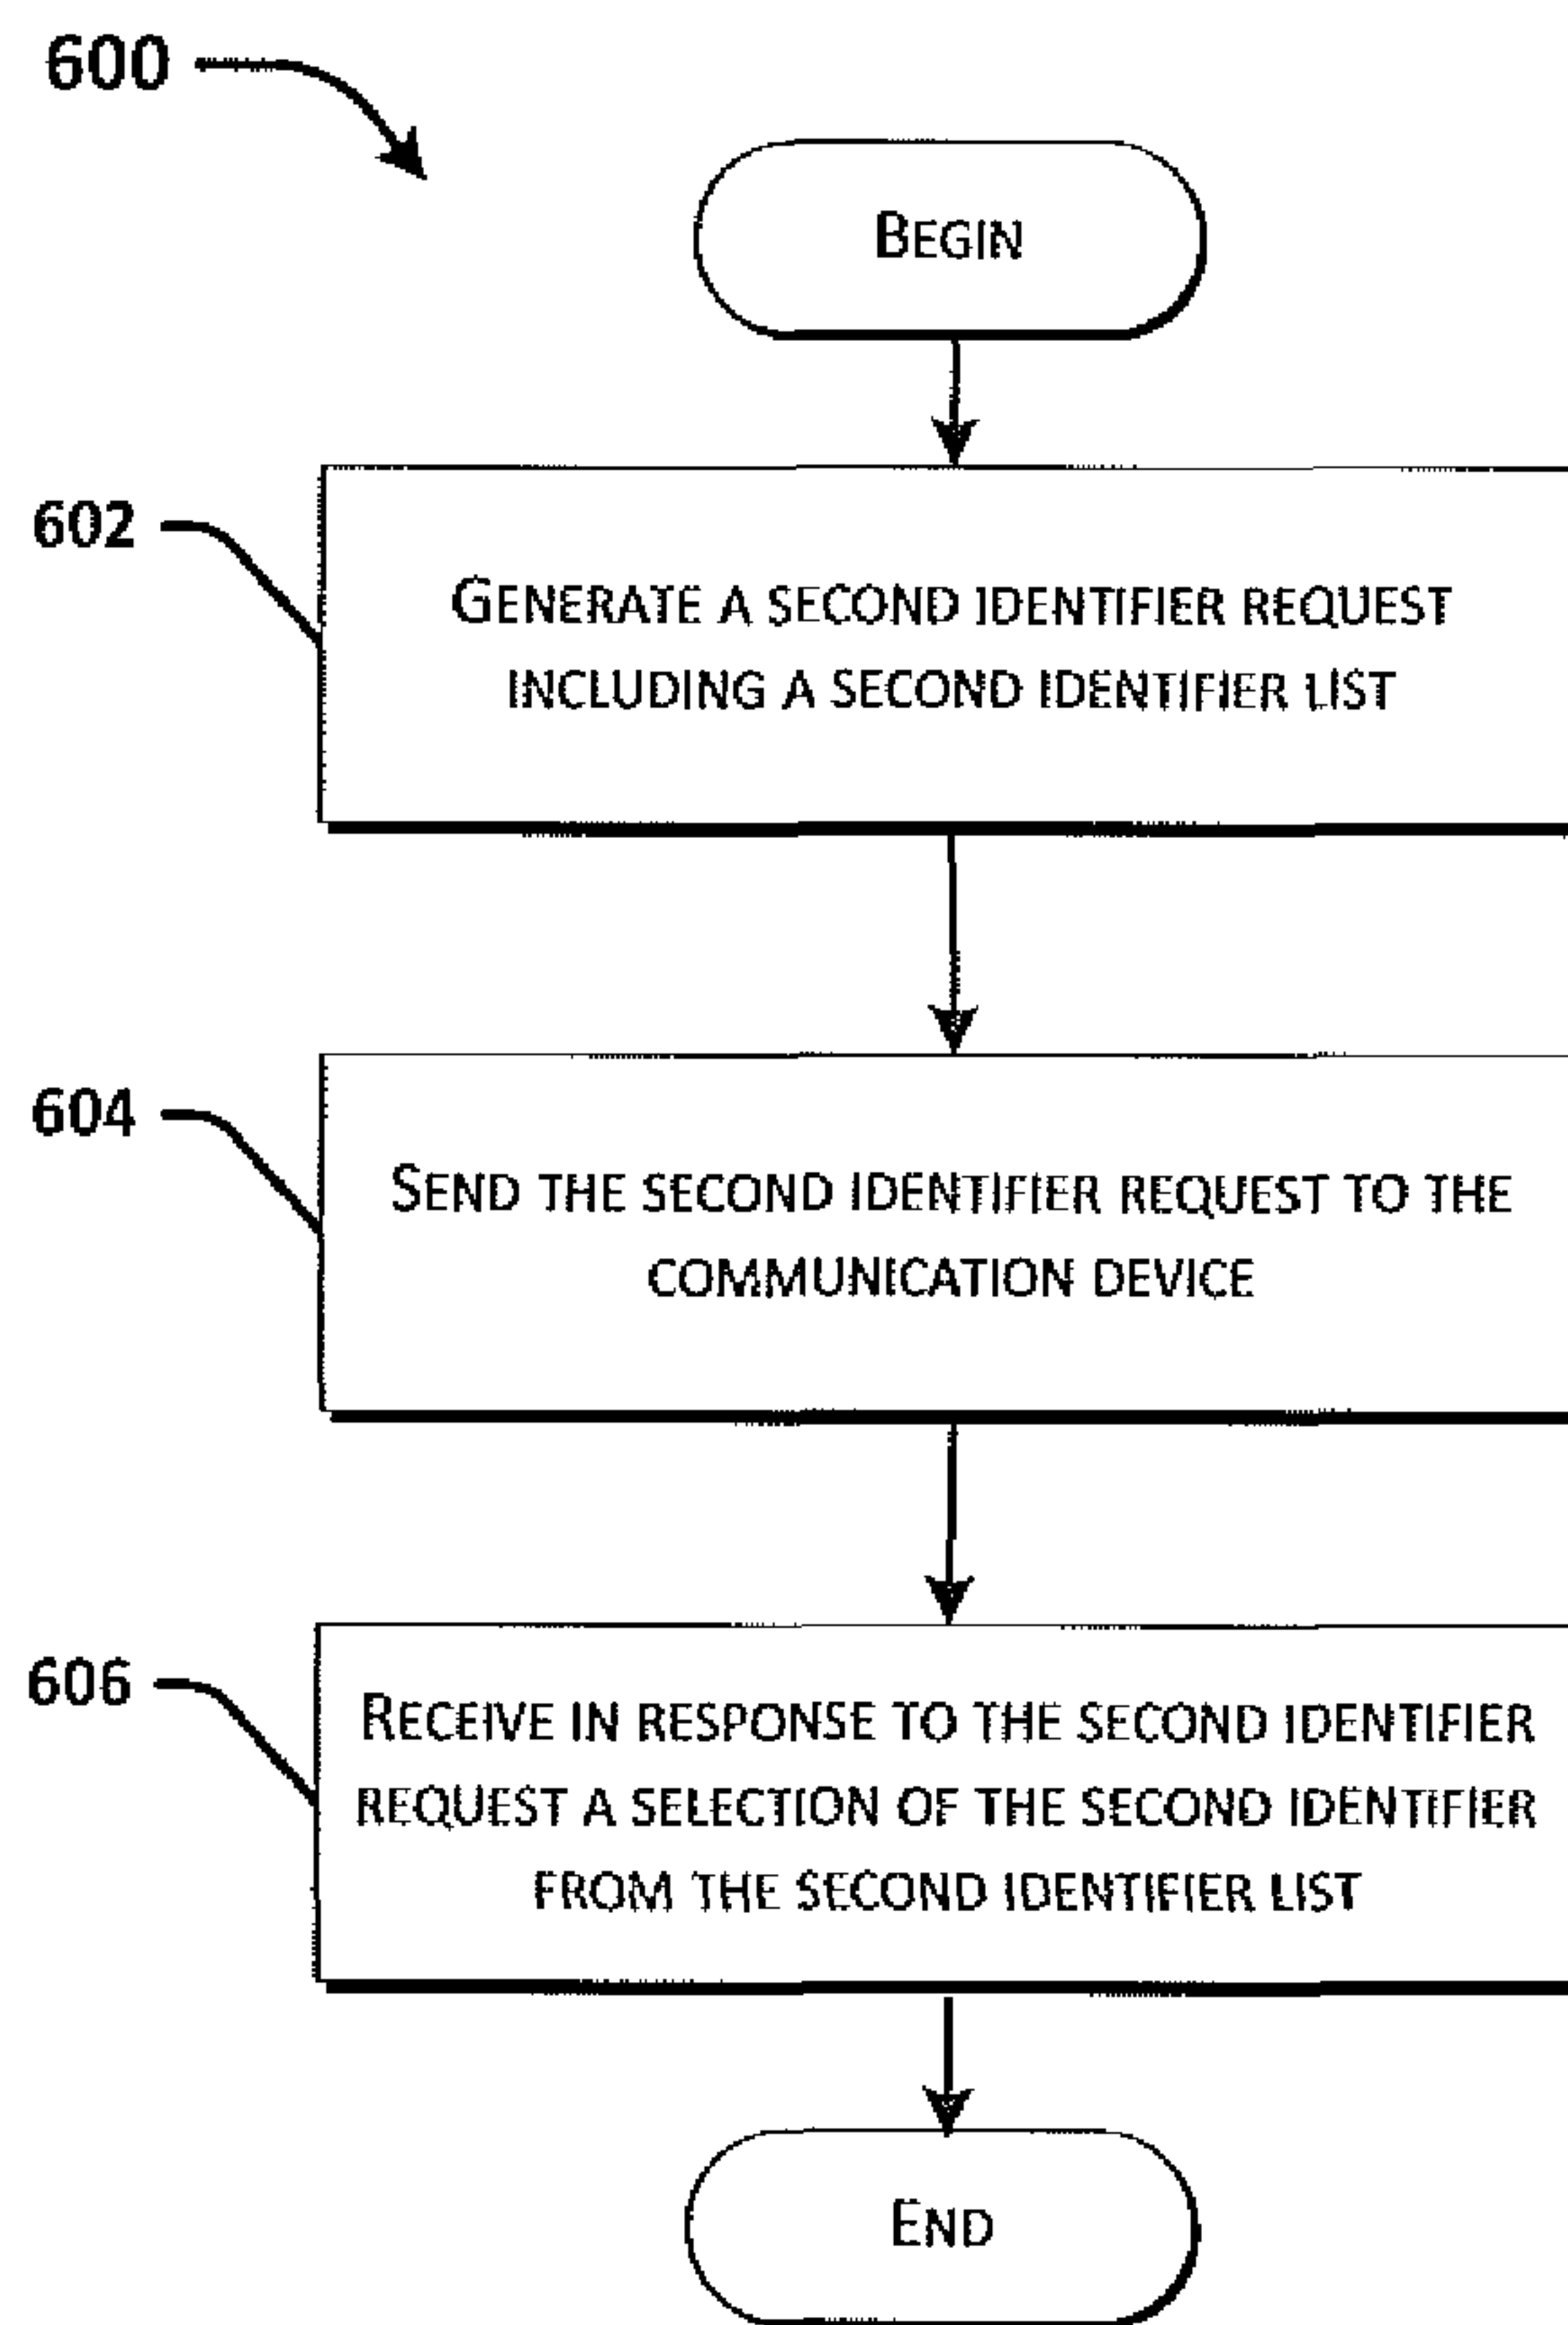 600
BEGIN
602
GENERATE A SECOND IDENTIFIER REQUEST
INCLUDING A SECOND IDENTIFIER LIST
604
SEND THE SECOND IDENTIFIER REQUEST TO THE
COMMUNICATION DEVICE
606
RECEIVE IN RESPONSE TO THE SECOND IDENTIFIER
REQUEST A SELECTION OF THE SECOND IDENTIFIER
FROM THE SECOND IDENTIFIER LIST
END